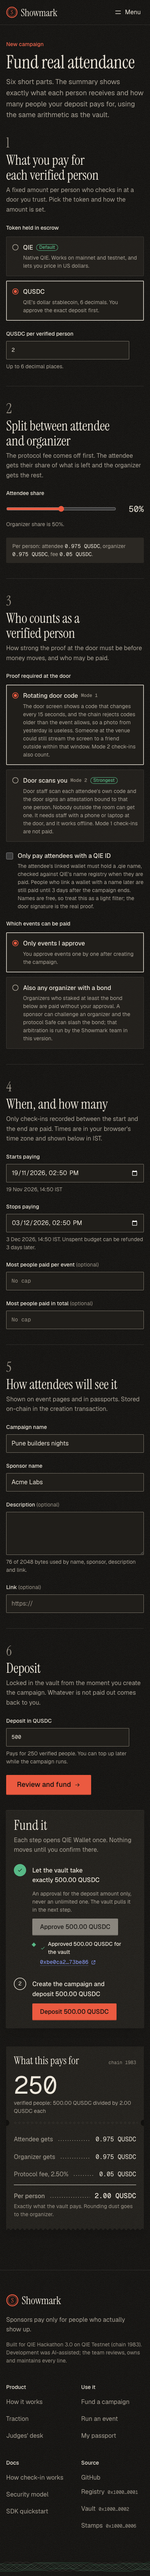 Showmark
Menu
New campaign
Fund real attendance
Six short parts. The summary shows
exactly what each person receives and how
many people your deposit pays for, using
the same arithmetic as the vault.
1
What you pay for
each verified person
A fixed amount per person who checks in at a
door you trust. Pick the token and how the
amount is set.
Token held in escrow
QIE Default
Native QIE. Works on mainnet and testnet, and
lets you price in US dollars.
QUSDC
QIE's dollar stablecoin, 6 decimals. You
approve the exact deposit first.
QUSDC per verified person
2
Up to 6 decimal places.
2
Split between attendee
and organizer
The protocol fee comes off first. The attendee
gets their share of what is left and the organizer
gets the rest.
Attendee share
50%
Organizer share is 50%.
Per person: attendee 0.975 QUSDC, organizer
0.975 QUSDC, fee 0.05 QUSDC.
3
Who counts as a
verified person
How strong the proof at the door must be before
money moves, and who may be paid.
Proof required at the door
Rotating door code Mode 1
The door screen shows a code that changes
every 15 seconds, and the chain rejects codes
older than that event allows, so a photo goes
stale from yesterday is useless. Someone at the venue
could still stream the screen to a friend
outside within that window. Mode 2 check-ins
also count.
Door scans you Mode 2 Strongest
Door staff scan each attendee's own code and
the door signs an authorization bound to that
one person. Nobody outside the room can get
one. It needs staff with a phone or laptop at
the door, and it works offline. Mode 1 check-ins
are not paid.
Only pay attendees with a QIE ID
The attendee's linked wallet must hold a .qie name,
checked against QIE's name registry when they are
paid. People who link a wallet with a name later are
still paid until 3 days after the campaign ends.
Names are free, so treat this as a light filter; the
door signature is the real proof.
Which events can be paid
Only events I approve
You approve events by one after creating
the campaign.
Also any organizer with a bond
Organizers who staked at least the bond
below are paid without your approval. A
sponsor can challenge an organizer and the
protocol Safe can slash the bond; that
arbitration is run by the Showmark team in
this version.
4
When, and how many
Only check-ins recorded between the start and
the end are paid. Times are in your browser's
time zone and shown below in IST.
Starts paying
19/11/2026, 02:50 PM
19 Nov 2026, 14:50 IST
Stops paying
03/12/2026, 02:50 PM
3 Dec 2026, 14:50 IST. Unspent budget can be refunded
3 days later.
Most people paid per event (optional)
No cap
Most people paid in total (optional)
No cap
5
How attendees will see it
Shown on event pages and in passports. Stored
on-chain in the creation transaction.
Campaign name
Pune builders nights
Sponsor name
Acme Labs
Description (optional)
76 of 2048 bytes used by name, sponsor, description
and link.
Link (optional)
https://
6
Deposit
Locked in the vault from the moment you create
the campaign. Whatever is not paid out comes
back to you.
Deposit in QUSDC
500
Pays for 250 verified people. You can top up later
while the campaign runs.
Review and fund →
Fund it
Each step opens QIE Wallet once. Nothing
moves until you confirm there.
Let the vault take
exactly 500.00 QUSDC
An approval for the deposit amount only,
never an unlimited one. The vault pulls it
in the next step.
Approve 500.00 QUSDC
Approved 500.00 QUSDC for
the vault
2
Create the campaign and
deposit 500.00 QUSDC
Deposit 500.00 QUSDC
What this pays for
chain 1983
250
verified people: 500.00 QUSDC divided by 2.00
QUSDC each
Attendee gets 0.975 QUSDC
Organizer gets 0.975 QUSDC
Protocol fee, 2.50% 0.05 QUSDC
Per person 2.00 QUSDC
Exactly what the vault pays. Rounding dust goes
to the organizer.
Showmark
Sponsors pay only for people who actually
show up.
Built for QIE Hackathon 3.0 on QIE Testnet (chain 1983).
Development was AI-assisted; the team reviews, owns
and maintains every line.
Product
Use it
How it works
Fund a campaign
Traction
Run an event
Judges' desk
My passport
Docs
Source
How check-in works
GitHub
Security model
Registry
SDK quickstart
Vault
Stamps